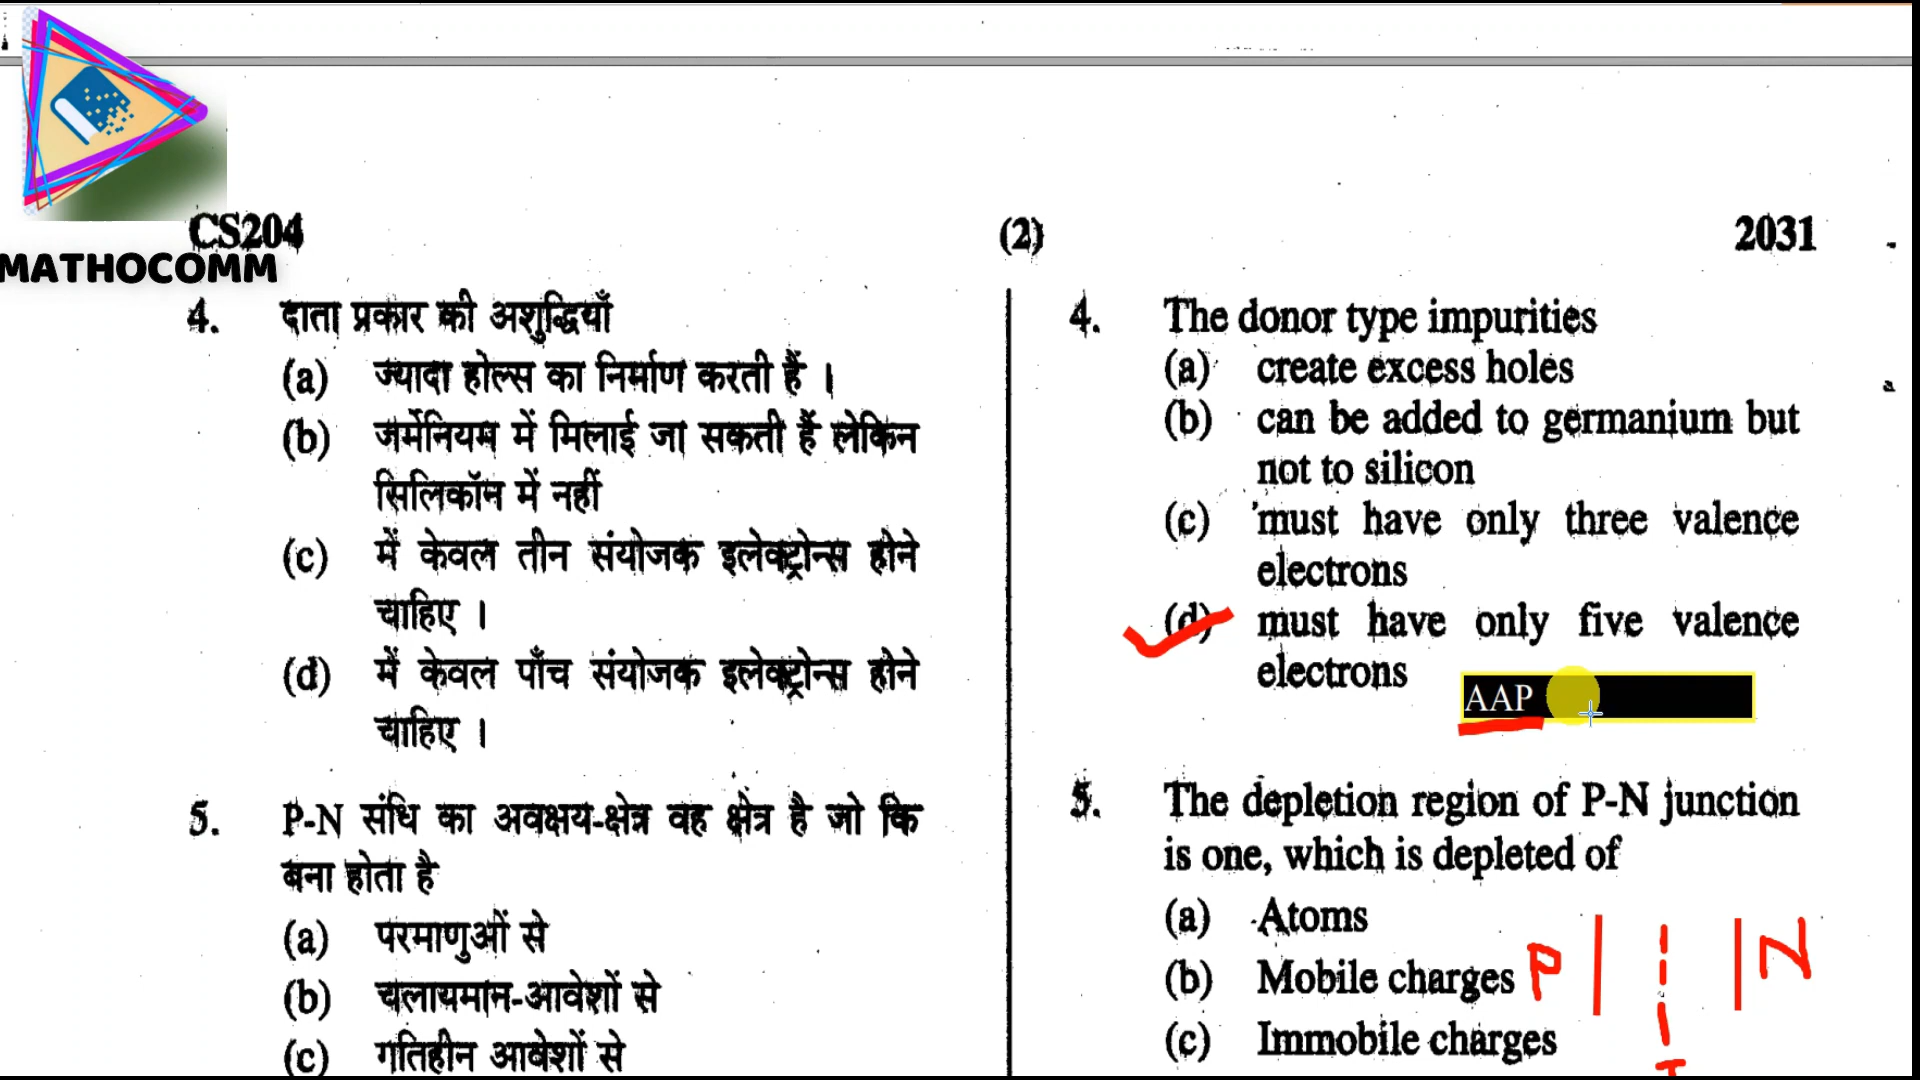 CS204
(2)
2031
MATHOCOMM
4. दाता प्रकार की अशुद्धियाँ
(a) ज्यादा होल्स का निर्माण करती हैं ।
(b) जर्मेनियम में मिलाई जा सकती हैं लेकिन
सिलिकॉन में नहीं
(c) में केवल तीन संयोजक इलेक्ट्रोन्स होने
चाहिए ।
(d) में केवल पाँच संयोजक इलेक्ट्रोन्स होने
चाहिए ।
5. P-N संधि का अवक्षय-क्षेत्र वह क्षेत्र है जो कि
बना होता है
(a) परमाणुओं से
(b) चलायमान-आवेशों से
(c) गतिहीन आवेशों से
4. The donor type impurities
(a) create excess holes
(b) can be added to germanium but
not to silicon
(c) must have only three valence
electrons
(d) must have only five valence
electrons
AAP
5. The depletion region of P-N junction
is one, which is depleted of
(a) Atoms
(b) Mobile charges
(c) Immobile charges
P N